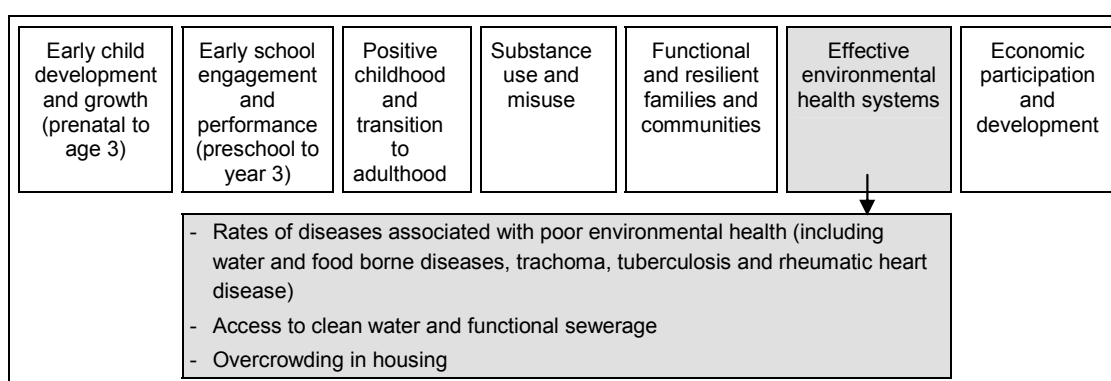 Early child
development
and growth
(prenatal to
age 3)
Early school
engagement
and
performance
(preschool to
year 3)
Positive
childhood
and
transition
to
adulthood
Substance
use and
misuse
Functional
and resilient
families and
communities
Effective
environmental
health systems
Economic
participation
and
development
- Rates of diseases associated with poor environmental health (including
water and food borne diseases, trachoma, tuberculosis and rheumatic heart
disease)
- Access to clean water and functional sewerage
- Overcrowding in housing